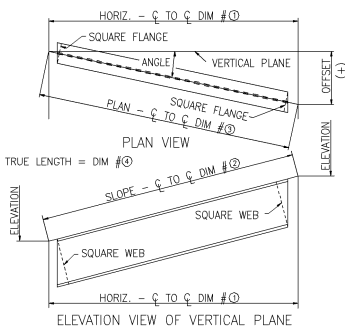 HORIZ. - ℄ TO ℄ DIM #①
SQUARE FLANGE
ANGLE
VERTICAL PLANE
OFFSET
(+)
SQUARE FLANGE
PLAN - ℄ TO ℄ DIM #③
PLAN VIEW
ELEVATION
TRUE LENGTH = DIM #④
SLOPE - ℄ TO ℄ DIM #②
ELEVATION
SQUARE WEB
SQUARE WEB
HORIZ. - ℄ TO ℄ DIM #①
ELEVATION VIEW OF VERTICAL PLANE